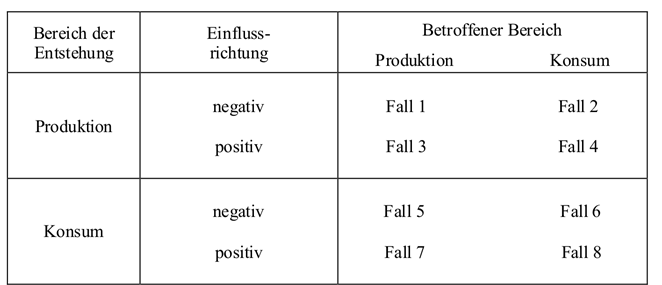 Bereich der Entstehung
Einfluss-richtung
Betroffener Bereich
Produktion Konsum
Produktion
negativ Fall 1 Fall 2
positiv Fall 3 Fall 4
Konsum
negativ Fall 5 Fall 6
positiv Fall 7 Fall 8